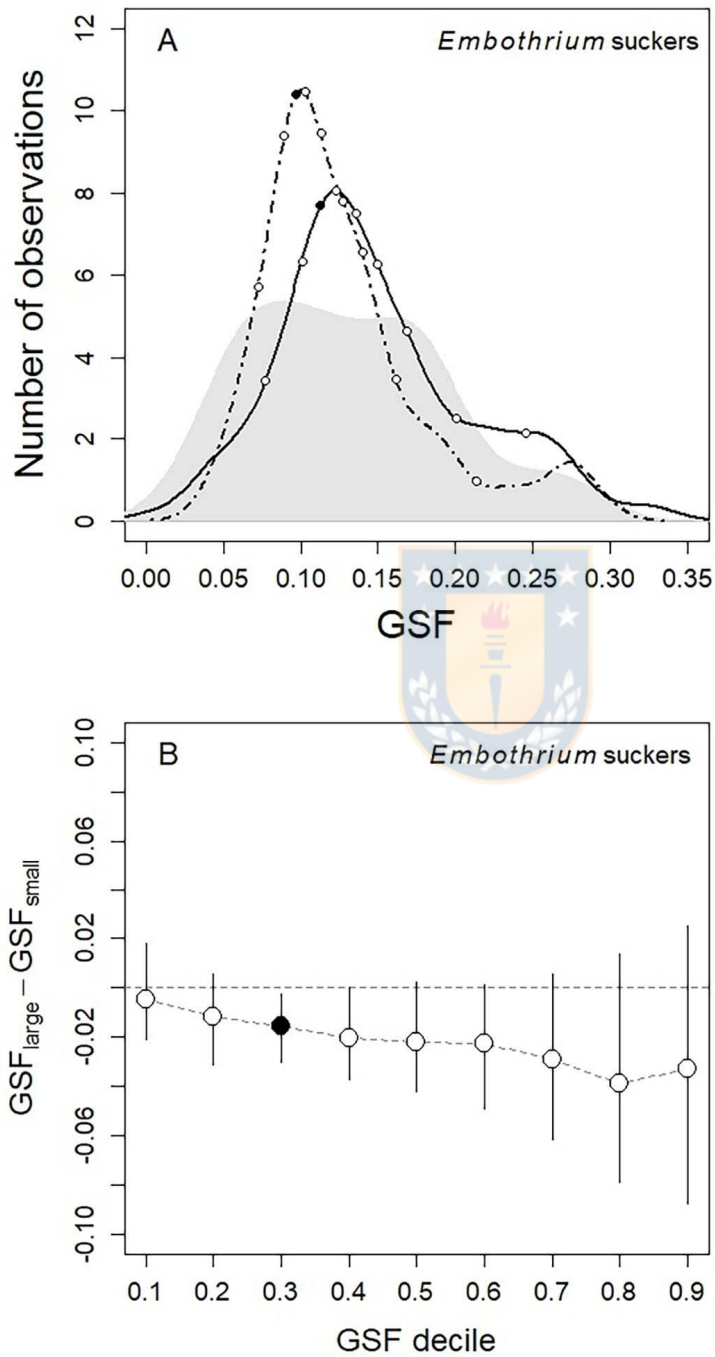 A
Embothrium suckers
Number of observations
12
10
8
6
4
2
0
0.00 0.05 0.10 0.15 0.20 0.25 0.30 0.35
GSF
B
Embothrium suckers
GSFlarge – GSFsmall
0.10
0.06
0.02
-0.02
-0.06
-0.10
0.1 0.2 0.3 0.4 0.5 0.6 0.7 0.8 0.9
GSF decile